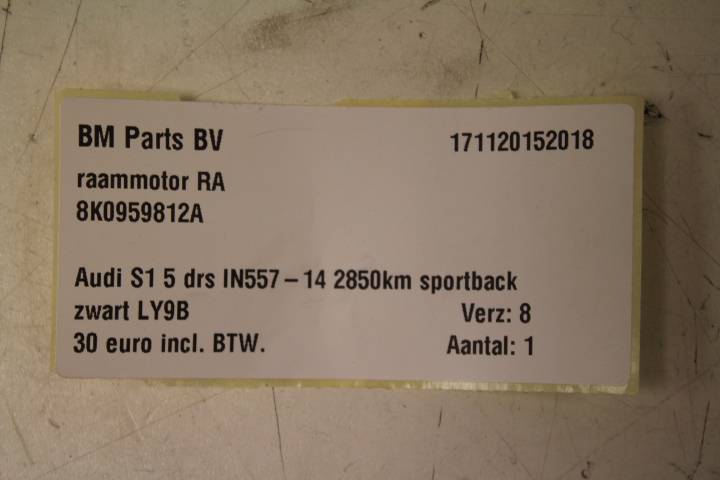 BM Parts BV 171120152018
raammotor RA
8K0959812A
Audi S1 5 drs IN557-14 2850km sportback
zwart LY9B Verz: 8
30 euro incl. BTW. Aantal: 1